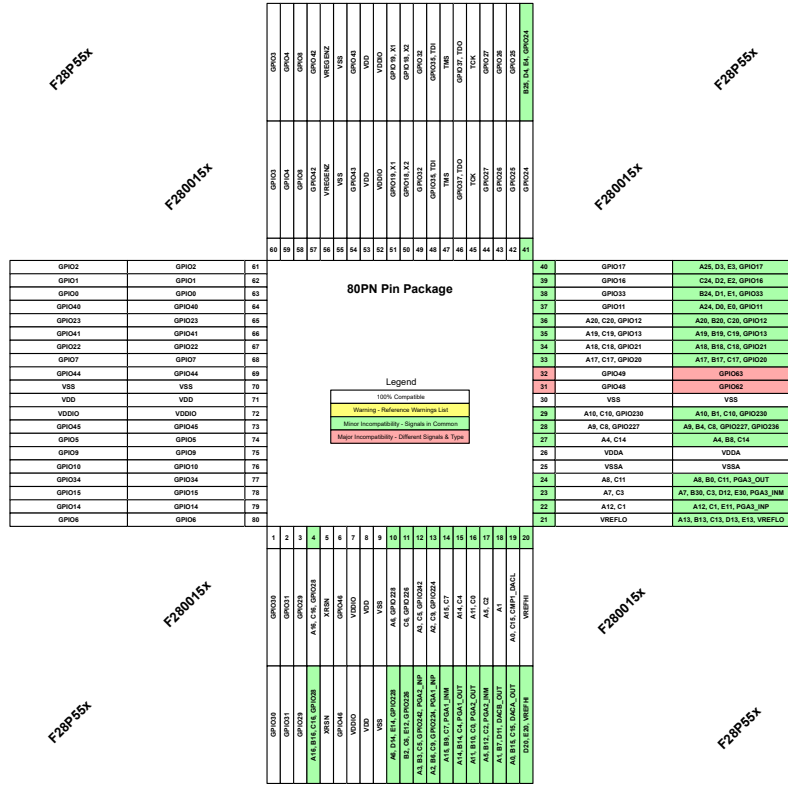 F28P55x
F28P55x
F280015x
F280015x
GPIO3
GPIO4
GPIO8
GPIO42
VREGENZ
VSS
GPIO43
VDD
VDDIO
GPIO19, X1
GPIO18, X2
GPIO32
GPIO35, TDI
TMS
GPIO37, TDO
TCK
GPIO27
GPIO26
GPIO25
B25, D4, E4, GPIO24
GPIO3
GPIO4
GPIO8
GPIO42
VREGENZ
VSS
GPIO43
VDD
VDDIO
GPIO19, X1
GPIO18, X2
GPIO32
GPIO35, TDI
TMS
GPIO37, TDO
TCK
GPIO27
GPIO26
GPIO25
GPIO24
60 59 58 57 56 55 54 53 52 51 50 49 48 47 46 45 44 43 42 41
GPIO2 GPIO2 61
GPIO1 GPIO1 62
GPIO0 GPIO0 63
GPIO40 GPIO40 64
GPIO23 GPIO23 65
GPIO41 GPIO41 66
GPIO22 GPIO22 67
GPIO7 GPIO7 68
GPIO44 GPIO44 69
VSS VSS 70
VDD VDD 71
VDDIO VDDIO 72
GPIO45 GPIO45 73
GPIO5 GPIO5 74
GPIO9 GPIO9 75
GPIO10 GPIO10 76
GPIO34 GPIO34 77
GPIO15 GPIO15 78
GPIO14 GPIO14 79
GPIO6 GPIO6 80
80PN Pin Package
Legend
100% Compatible
Warning - Reference Warnings List
Minor Incompatibility - Signals in Common
Major Incompatibility - Different Signals & Type
40 GPIO17 A25, D3, E3, GPIO17
39 GPIO16 C24, D2, E2, GPIO16
38 GPIO33 B24, D1, E1, GPIO33
37 GPIO11 A24, D0, E0, GPIO11
36 A20, C20, GPIO12 A20, B20, C20, GPIO12
35 A19, C19, GPIO13 A19, B19, C19, GPIO13
34 A18, C18, GPIO21 A18, B18, C18, GPIO21
33 A17, C17, GPIO20 A17, B17, C17, GPIO20
32 GPIO49 GPIO63
31 GPIO48 GPIO62
30 VSS VSS
29 A10, C10, GPIO230 A10, B1, C10, GPIO230
28 A9, C8, GPIO227 A9, B4, C8, GPIO227, GPIO236
27 A4, C14 A4, B8, C14
26 VDDA VDDA
25 VSSA VSSA
24 A8, C11 A8, B0, C11, PGA3_OUT
23 A7, C3 A7, B30, C3, D12, E30, PGA3_INM
22 A12, C1 A12, C1, E11, PGA3_INP
21 VREFLO A13, B13, C13, D13, E13, VREFLO
1 2 3 4 5 6 7 8 9 10 11 12 13 14 15 16 17 18 19 20
GPIO30
GPIO31
GPIO29
A16, C16, GPIO28
XRSN
GPIO46
VDDIO
VDD
VSS
A6, GPIO228
C6, GPIO226
A3, C5, GPIO242
A2, C9, GPIO224
A15, C7
A14, C4
A11, C0
A5, C2
A1
A0, C15, CMP1_DACL
VREFHI
GPIO30
GPIO31
GPIO29
A16, B16, C16, GPIO28
XRSN
GPIO46
VDDIO
VDD
VSS
A6, D14, E14, GPIO228
B2, C6, E12, GPIO226
A3, B3, C5, GPIO242, PGA2_INP
A2, B6, C9, GPIO224, PGA1_INP
A15, B9, C7, PGA1_INM
A14, B14, C4, PGA1_OUT
A11, B10, C0, PGA2_OUT
A5, B12, C2, PGA2_INM
A1, B7, D11, DACB_OUT
A0, B15, C15, DACA_OUT
D20, E20, VREFHI
F280015x
F280015x
F28P55x
F28P55x